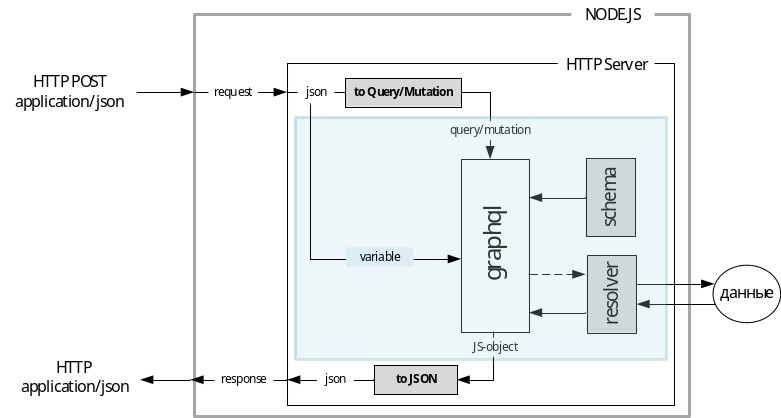 NODE.JS
HTTP Server
HTTP POST
application/json
request
json
to Query/Mutation
query/mutation
graphql
schema
variable
resolver
данные
JS-object
HTTP
application/json
response
json
to JSON